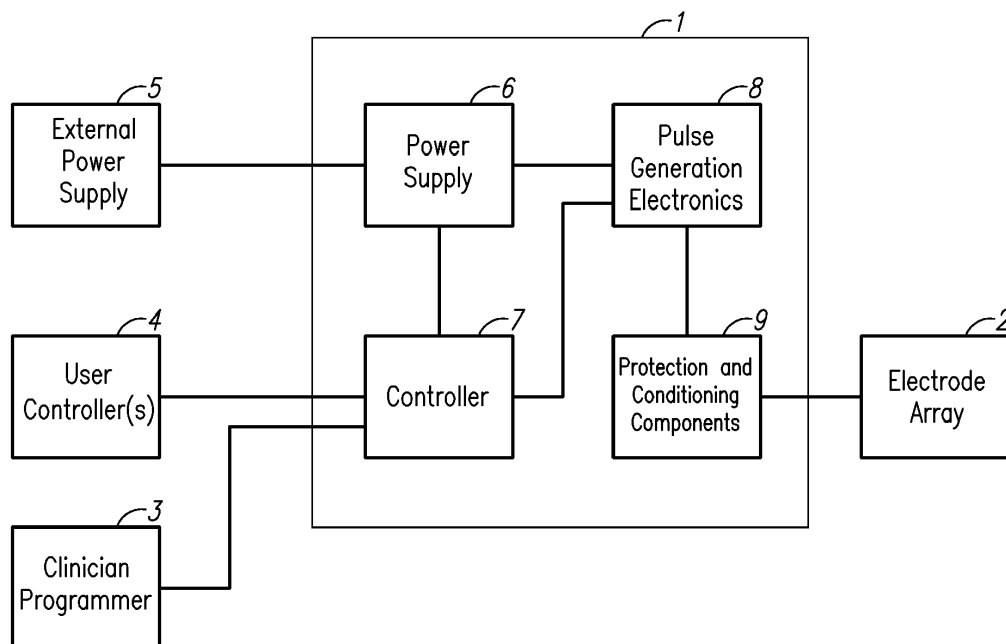 1
5
External
Power
Supply
6
Power
Supply
8
Pulse
Generation
Electronics
4
User
Controller(s)
7
Controller
9
Protection and
Conditioning
Components
2
Electrode
Array
3
Clinician
Programmer